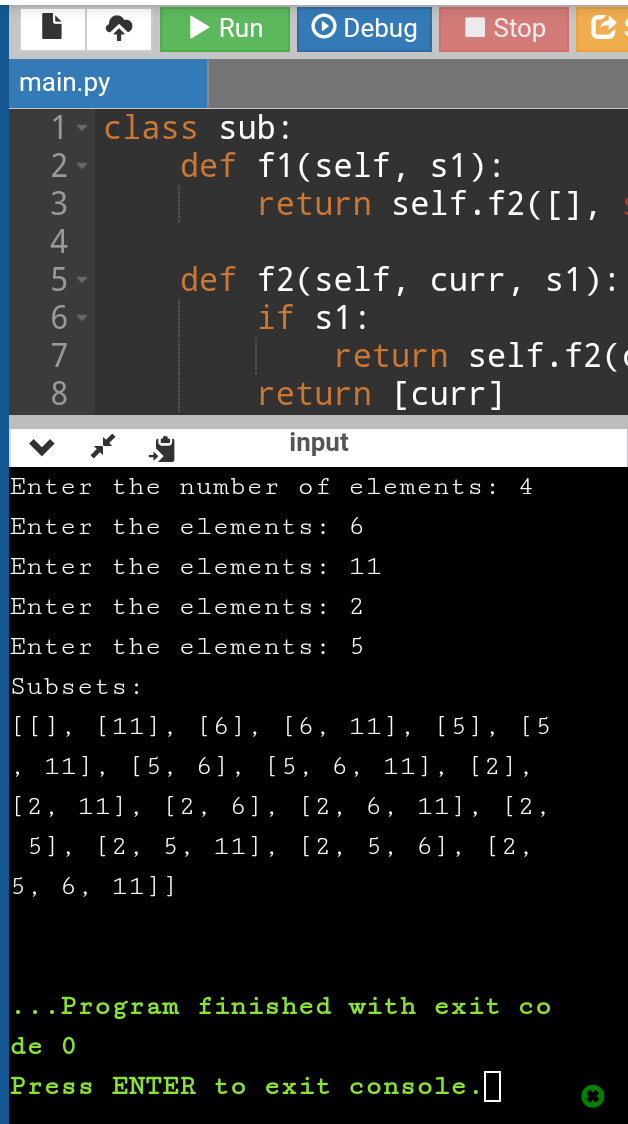 Run Debug Stop
main.py
1 class sub:
2 def f1(self, s1):
3 return self.f2([],
4
5 def f2(self, curr, s1):
6 if s1:
7 return self.f2(
8 return [curr]
input
Enter the number of elements: 4
Enter the elements: 6
Enter the elements: 11
Enter the elements: 2
Enter the elements: 5
Subsets:
[[], [11], [6], [6, 11], [5], [5
, 11], [5, 6], [5, 6, 11], [2],
[2, 11], [2, 6], [2, 6, 11], [2,
5], [2, 5, 11], [2, 5, 6], [2,
5, 6, 11]]
...Program finished with exit co
de 0
Press ENTER to exit console.